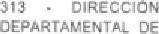 313 - DIRECCIÓN
DEPARTAMENTAL DE